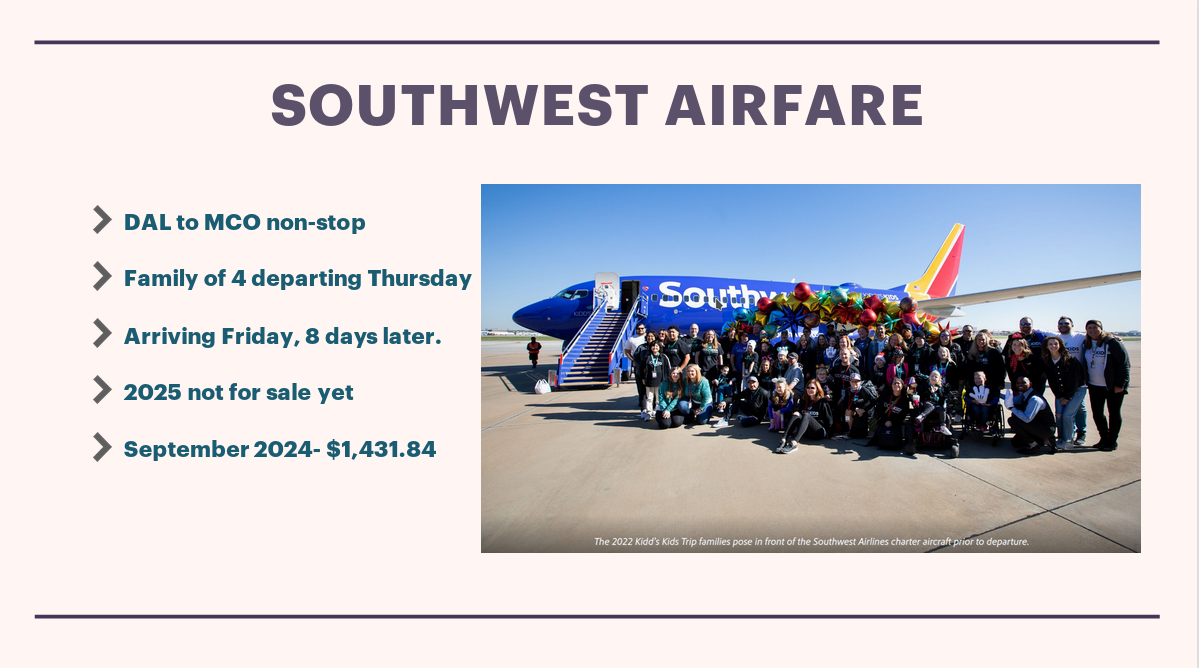 SOUTHWEST AIRFARE
DAL to MCO non-stop
Family of 4 departing Thursday
Arriving Friday, 8 days later.
2025 not for sale yet
September 2024- $1,431.84
Southw
The 2022 Kidd's Kids Trip families pose in front of the Southwest Airlines charter aircraft prior to departure.